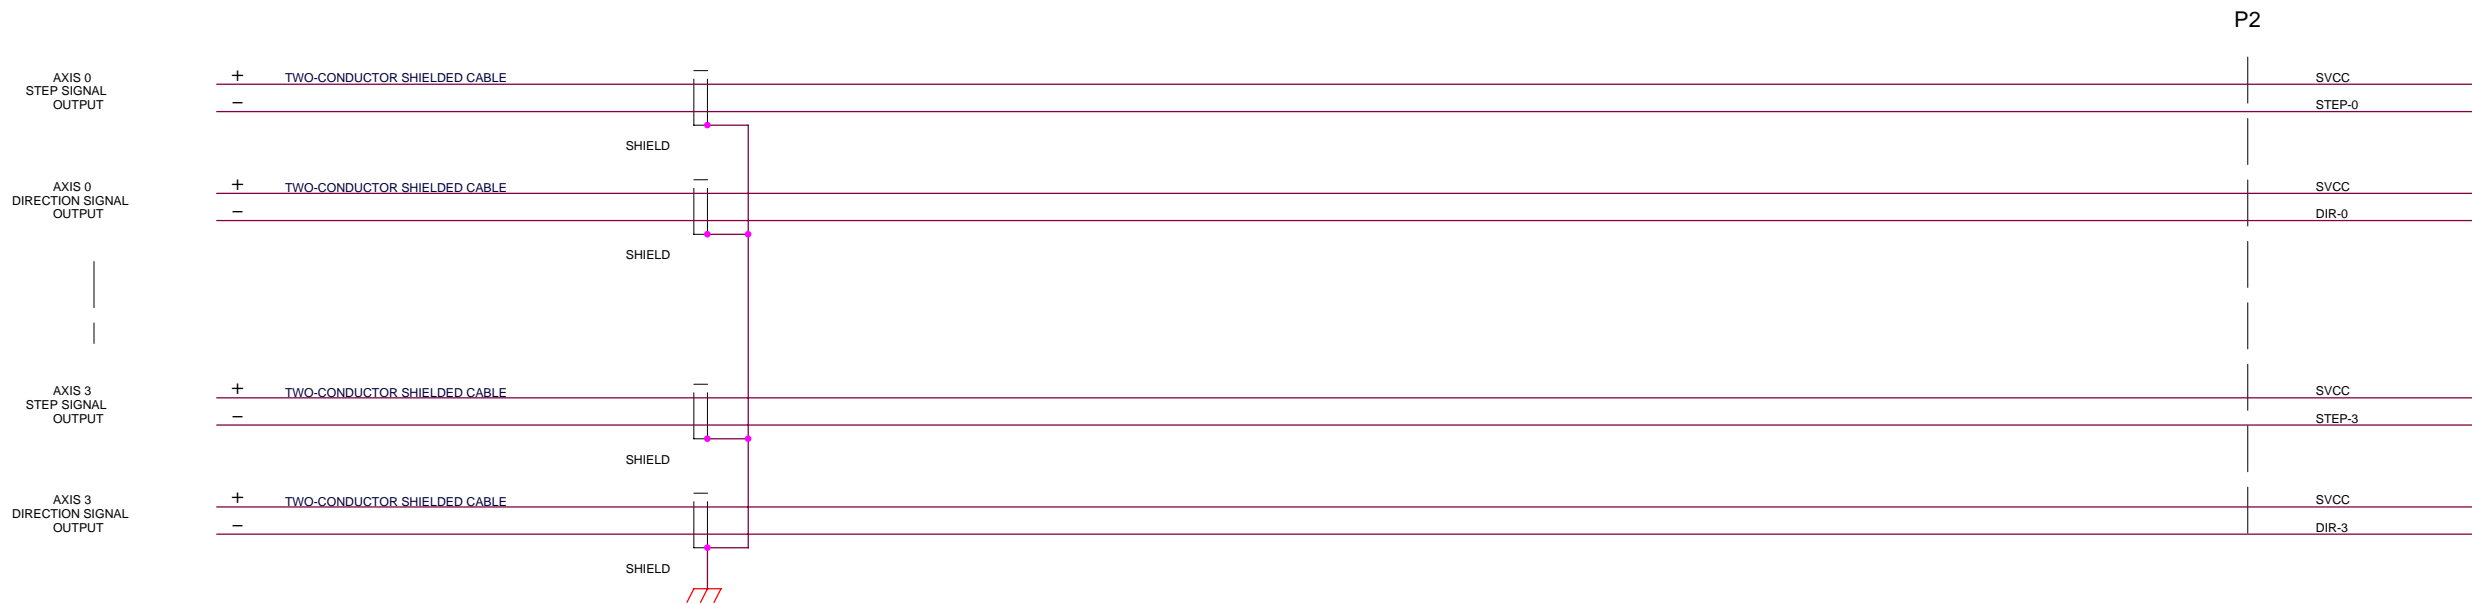 P2
AXIS 0
STEP SIGNAL
OUTPUT
+
TWO-CONDUCTOR SHIELDED CABLE
−
SVCC
STEP-0
SHIELD
AXIS 0
DIRECTION SIGNAL
OUTPUT
+
TWO-CONDUCTOR SHIELDED CABLE
−
SVCC
DIR-0
SHIELD
AXIS 3
STEP SIGNAL
OUTPUT
+
TWO-CONDUCTOR SHIELDED CABLE
−
SVCC
STEP-3
SHIELD
AXIS 3
DIRECTION SIGNAL
OUTPUT
+
TWO-CONDUCTOR SHIELDED CABLE
−
SVCC
DIR-3
SHIELD